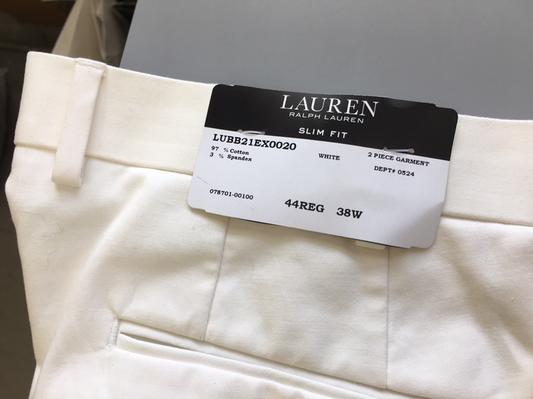 LAUREN
RALPH LAUREN
SLIM FIT
LUBB21EX0020
97 % Cotton
3 % Spandex
WHITE
2 PIECE GARMENT
DEPT# 0524
078701-00100
44REG 38W